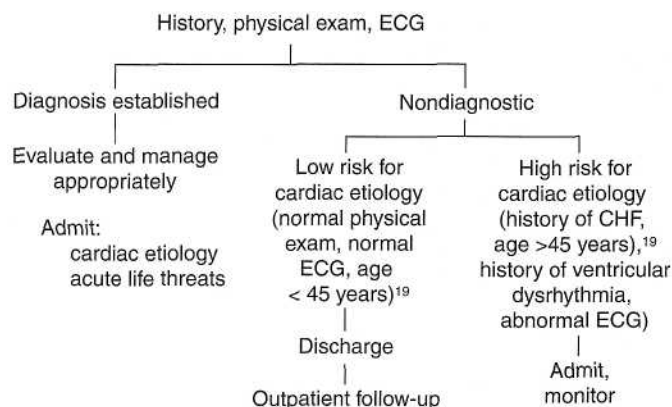 History, physical exam, ECG
Diagnosis established
Evaluate and manage
appropriately
Admit:
cardiac etiology
acute life threats
Nondiagnostic
Low risk for
cardiac etiology
(normal physical
exam, normal
ECG, age
< 45 years)¹⁹
Discharge
Outpatient follow-up
High risk for
cardiac etiology
(history of CHF,
age >45 years),¹⁹
history of ventricular
dysrhythmia,
abnormal ECG)
Admit,
monitor